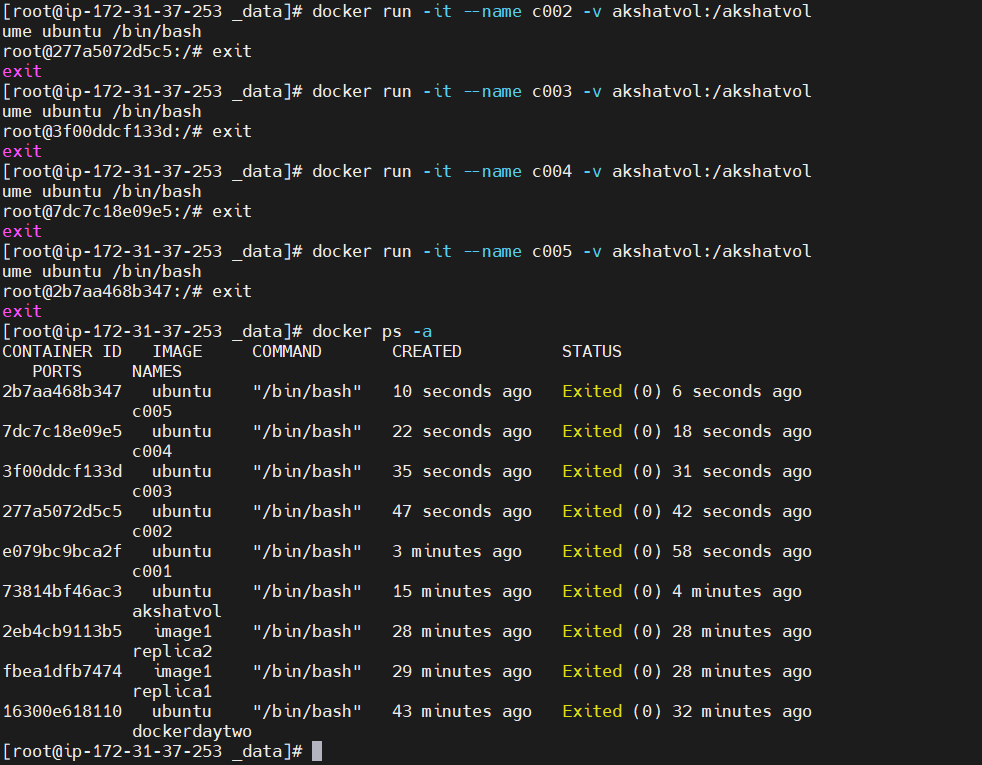 [root@ip-172-31-37-253 _data]# docker run -it --name c002 -v akshatvol:/akshatvol
ume ubuntu /bin/bash
root@277a5072d5c5:/# exit
exit
[root@ip-172-31-37-253 _data]# docker run -it --name c003 -v akshatvol:/akshatvol
ume ubuntu /bin/bash
root@3f00ddcf133d:/# exit
exit
[root@ip-172-31-37-253 _data]# docker run -it --name c004 -v akshatvol:/akshatvol
ume ubuntu /bin/bash
root@7dc7c18e09e5:/# exit
exit
[root@ip-172-31-37-253 _data]# docker run -it --name c005 -v akshatvol:/akshatvol
ume ubuntu /bin/bash
root@2b7aa468b347:/# exit
exit
[root@ip-172-31-37-253 _data]# docker ps -a
CONTAINER ID   IMAGE     COMMAND       CREATED          STATUS
   PORTS     NAMES
2b7aa468b347   ubuntu    "/bin/bash"   10 seconds ago   Exited (0) 6 seconds ago
             c005
7dc7c18e09e5   ubuntu    "/bin/bash"   22 seconds ago   Exited (0) 18 seconds ago
             c004
3f00ddcf133d   ubuntu    "/bin/bash"   35 seconds ago   Exited (0) 31 seconds ago
             c003
277a5072d5c5   ubuntu    "/bin/bash"   47 seconds ago   Exited (0) 42 seconds ago
             c002
e079bc9bca2f   ubuntu    "/bin/bash"   3 minutes ago    Exited (0) 58 seconds ago
             c001
73814bf46ac3   ubuntu    "/bin/bash"   15 minutes ago   Exited (0) 4 minutes ago
             akshatvol
2eb4cb9113b5   image1    "/bin/bash"   28 minutes ago   Exited (0) 28 minutes ago
             replica2
fbea1dfb7474   image1    "/bin/bash"   29 minutes ago   Exited (0) 28 minutes ago
             replica1
16300e618110   ubuntu    "/bin/bash"   43 minutes ago   Exited (0) 32 minutes ago
             dockerdaytwo
[root@ip-172-31-37-253 _data]#